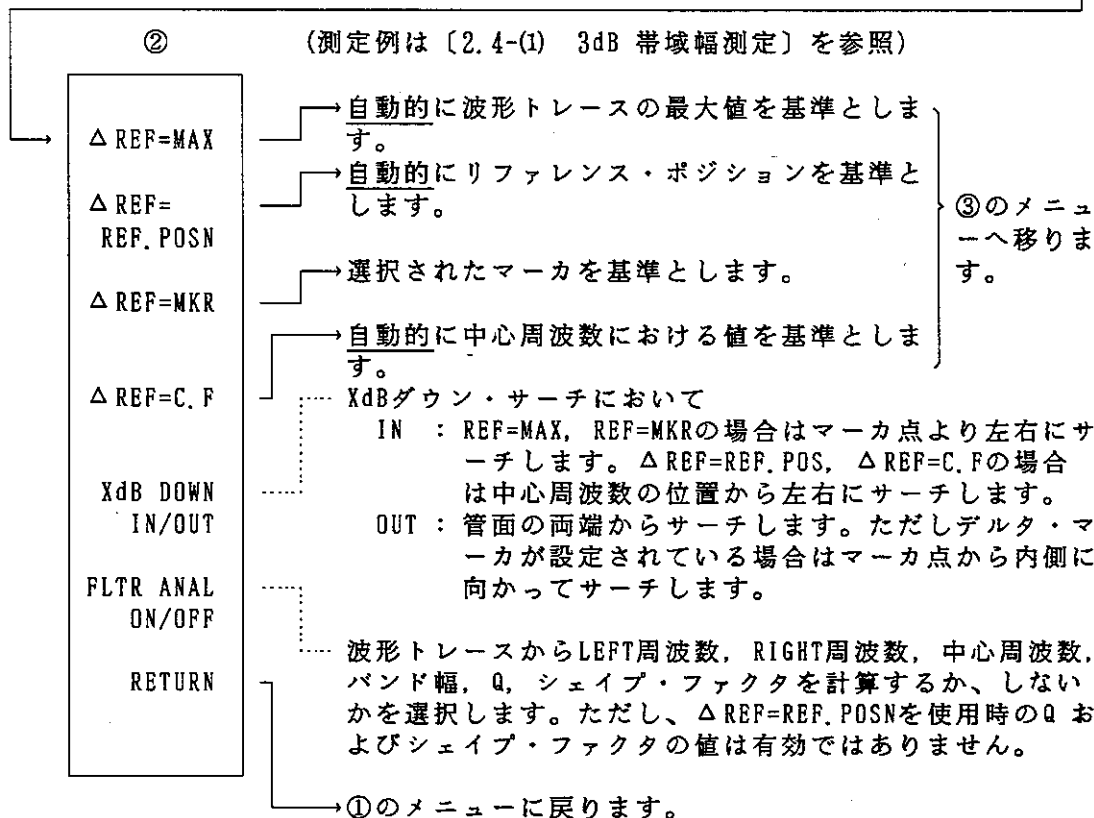 ② (測定例は〔2.4-(1) 3dB 帯域幅測定〕を参照)
△REF=MAX
自動的に波形トレースの最大値を基準としま
す。
△REF=
REF.POSN
自動的にリファレンス・ポジションを基準と
します。
△REF=MKR
選択されたマーカを基準とします。
△REF=C.F
自動的に中心周波数における値を基準としま
す。
③のメニュ
ーへ移りま
す。
XdB DOWN
IN/OUT
XdBダウン・サーチにおいて
IN : REF=MAX, REF=MKRの場合はマーカ点より左右にサ
ーチします。△REF=REF.POS, △REF=C.Fの場合
は中心周波数の位置から左右にサーチします。
OUT : 管面の両端からサーチします。ただしデルタ・マ
ーカが設定されている場合はマーカ点から内側に
向かってサーチします。
FLTR ANAL
ON/OFF
波形トレースからLEFT周波数, RIGHT周波数, 中心周波数,
バンド幅, Q, シェイプ・ファクタを計算するか、しない
かを選択します。ただし、△REF=REF.POSNを使用時のQ お
よびシェイプ・ファクタの値は有効ではありません。
RETURN
①のメニューに戻ります。